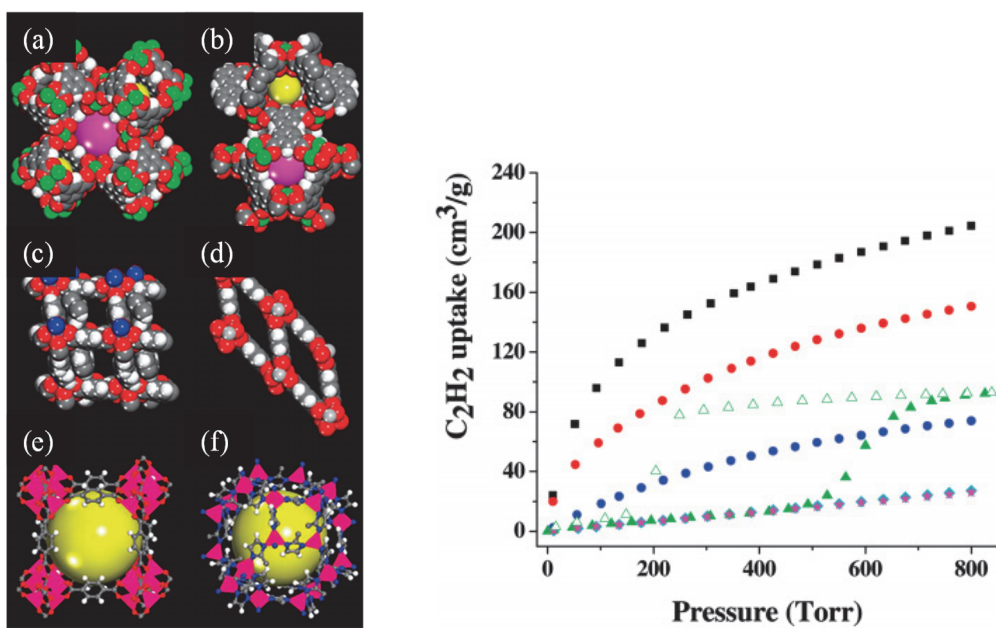 (a)
(b)
(c)
(d)
(e)
(f)
C₂H₂ uptake (cm³/g)
240
200
160
120
80
40
0
0
200
400
600
800
Pressure (Torr)